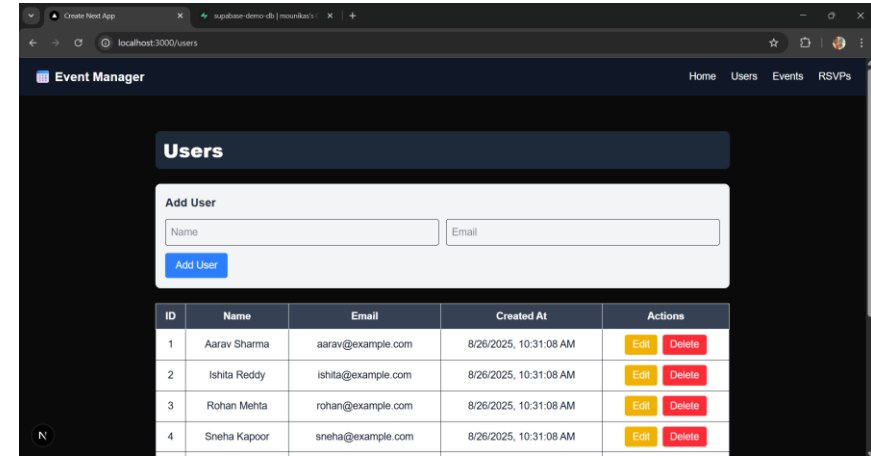 Create Next App
supabase-demo-db | mounikas's
localhost:3000/users
Event Manager
Home Users Events RSVPs
Users
Add User
Name Email
Add User
ID Name Email Created At Actions
1 Aarav Sharma aarav@example.com 8/26/2025, 10:31:08 AM Edit Delete
2 Ishita Reddy ishita@example.com 8/26/2025, 10:31:08 AM Edit Delete
3 Rohan Mehta rohan@example.com 8/26/2025, 10:31:08 AM Edit Delete
4 Sneha Kapoor sneha@example.com 8/26/2025, 10:31:08 AM Edit Delete
N